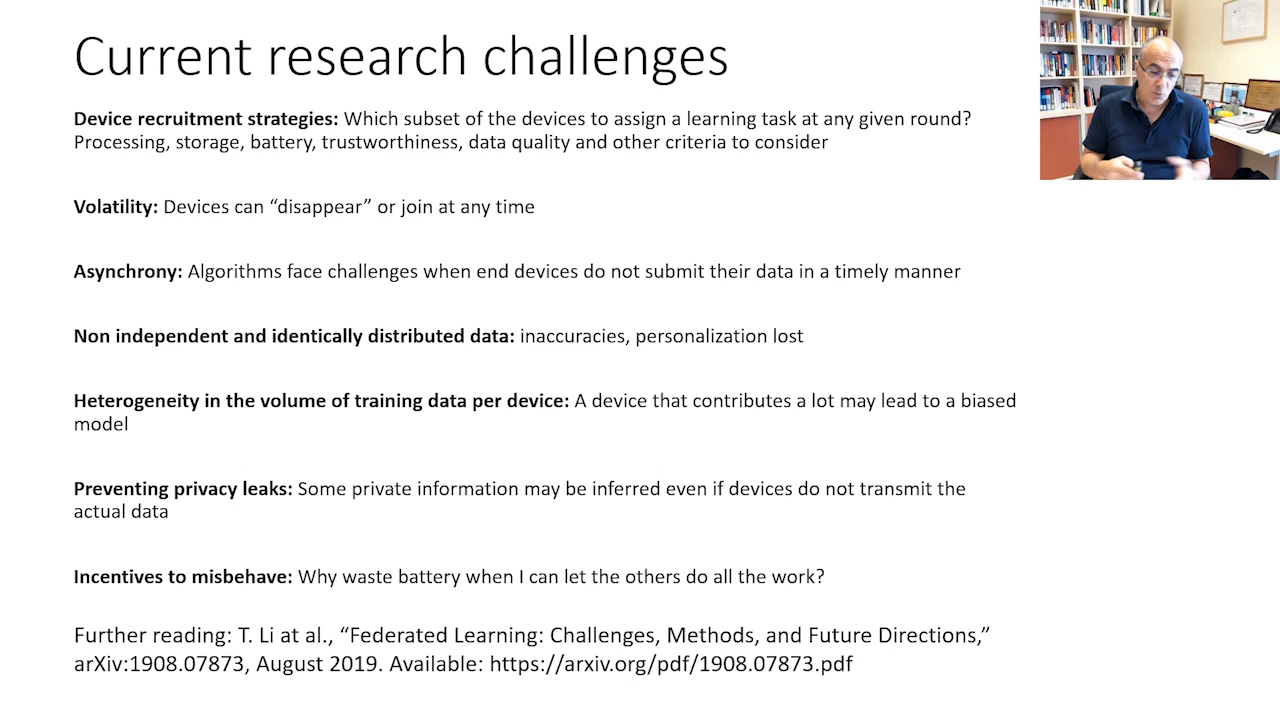 Current research challenges
Device recruitment strategies: Which subset of the devices to assign a learning task at any given round?
Processing, storage, battery, trustworthiness, data quality and other criteria to consider
Volatility: Devices can “disappear” or join at any time
Asynchrony: Algorithms face challenges when end devices do not submit their data in a timely manner
Non independent and identically distributed data: inaccuracies, personalization lost
Heterogeneity in the volume of training data per device: A device that contributes a lot may lead to a biased
model
Preventing privacy leaks: Some private information may be inferred even if devices do not transmit the
actual data
Incentives to misbehave: Why waste battery when I can let the others do all the work?
Further reading: T. Li at al., “Federated Learning: Challenges, Methods, and Future Directions,”
arXiv:1908.07873, August 2019. Available: https://arxiv.org/pdf/1908.07873.pdf